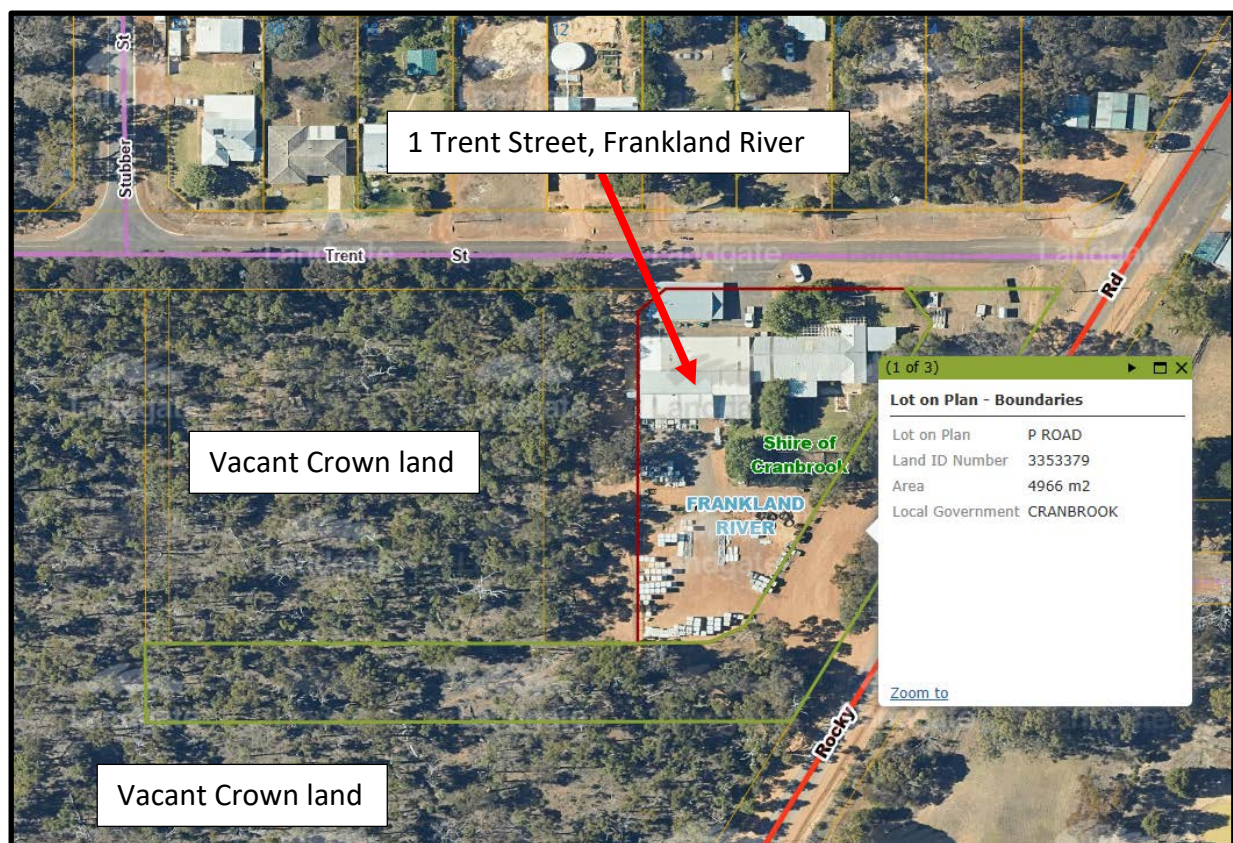 St
Stubber
1 Trent Street, Frankland River
Trent St
Landgate
Landgate
Rd
(1 of 3)
Lot on Plan - Boundaries
Lot on Plan P ROAD
Land ID Number 3353379
Area 4966 m2
Local Government CRANBROOK
Zoom to
Vacant Crown land
Shire of
Cranbrook
FRANKLAND
RIVER
Rocky
Vacant Crown land